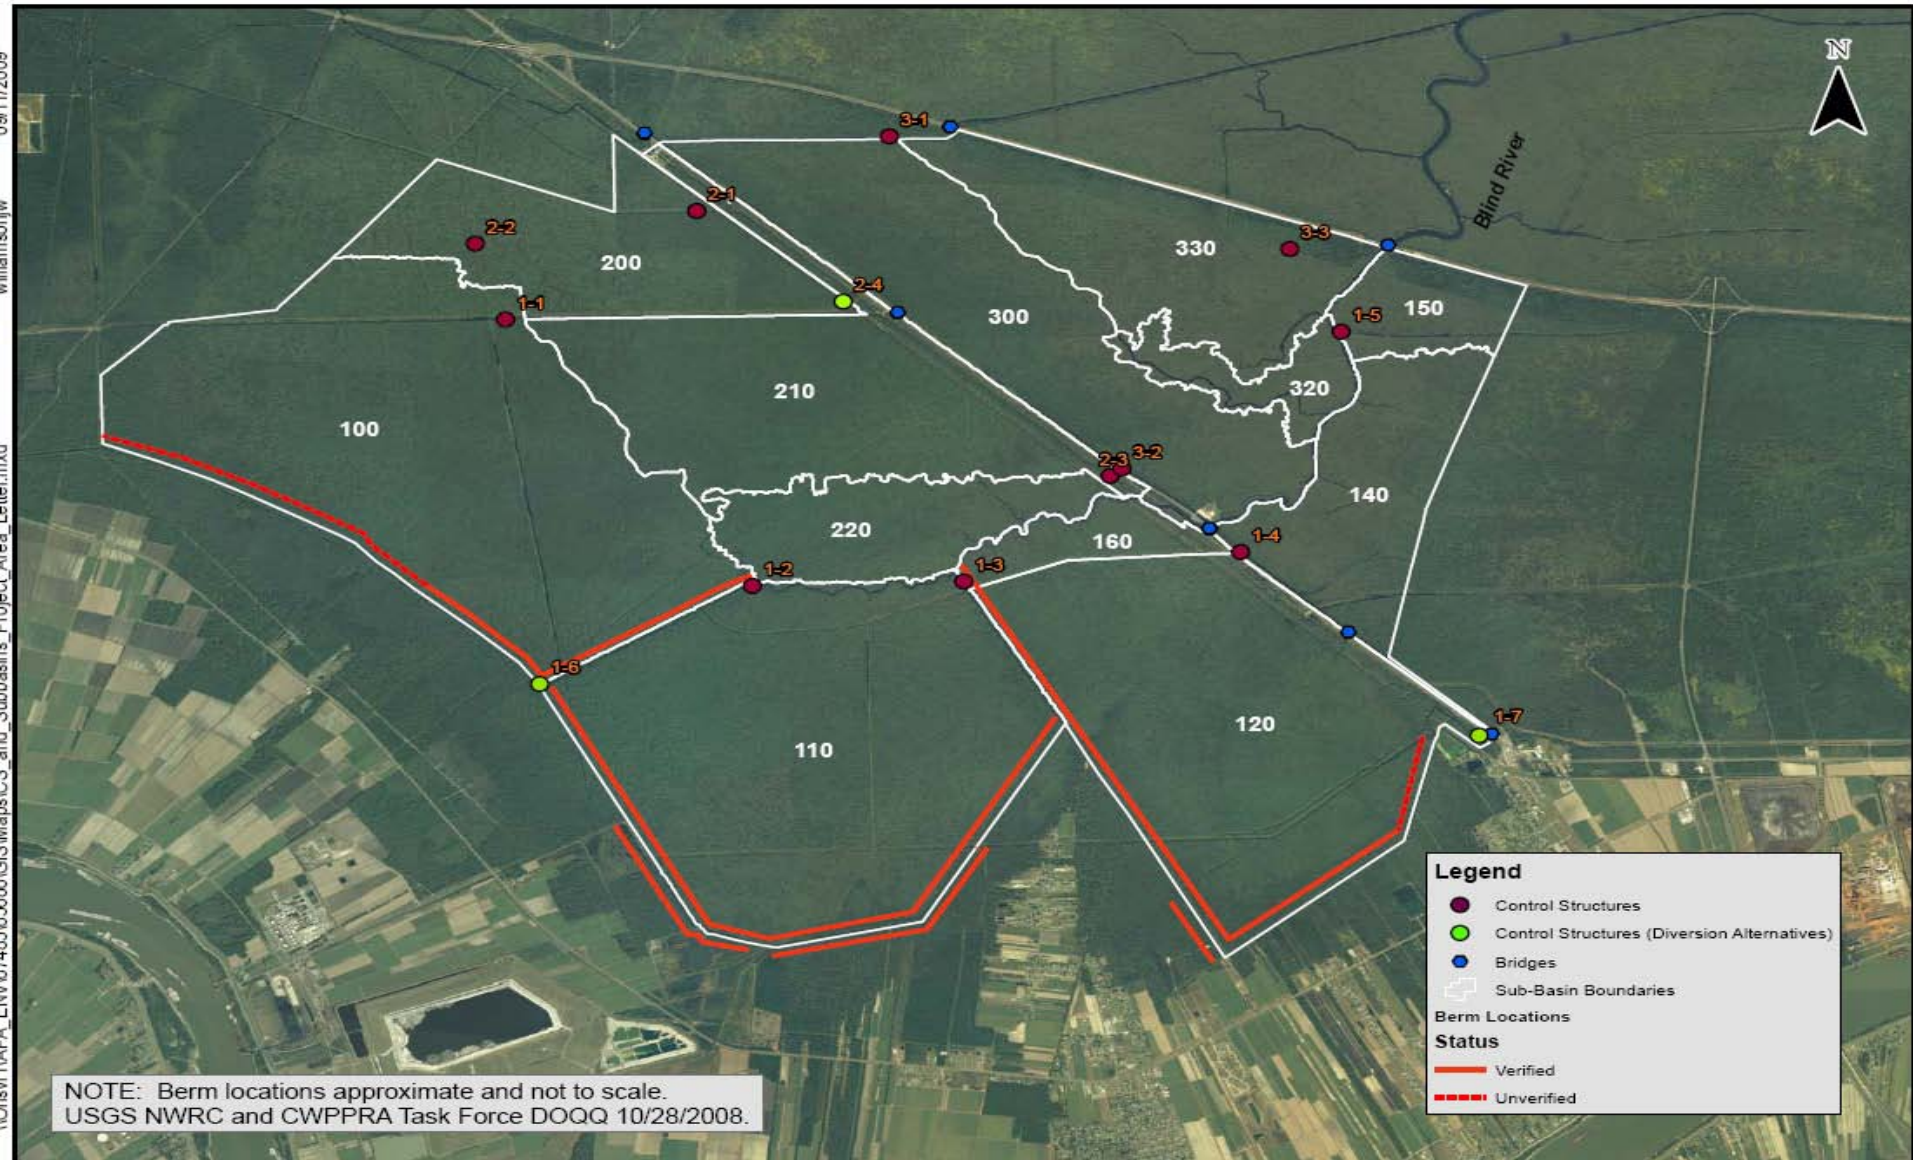 09/11/2009
williamsonjw
N
3-1
Blind River
2-1
2-2
3-3
330
200
2-4
1-1
300
150
1-5
210
320
100
3-2
2-3
140
220
160
1-4
1-2
1-3
1-6
1-7
120
110
Legend
Control Structures
Control Structures (Diversion Alternatives)
Bridges
Sub-Basin Boundaries
Berm Locations
Status
Verified
Unverified
NOTE: Berm locations approximate and not to scale.
USGS NWRC and CWPPRA Task Force DOQQ 10/28/2008.